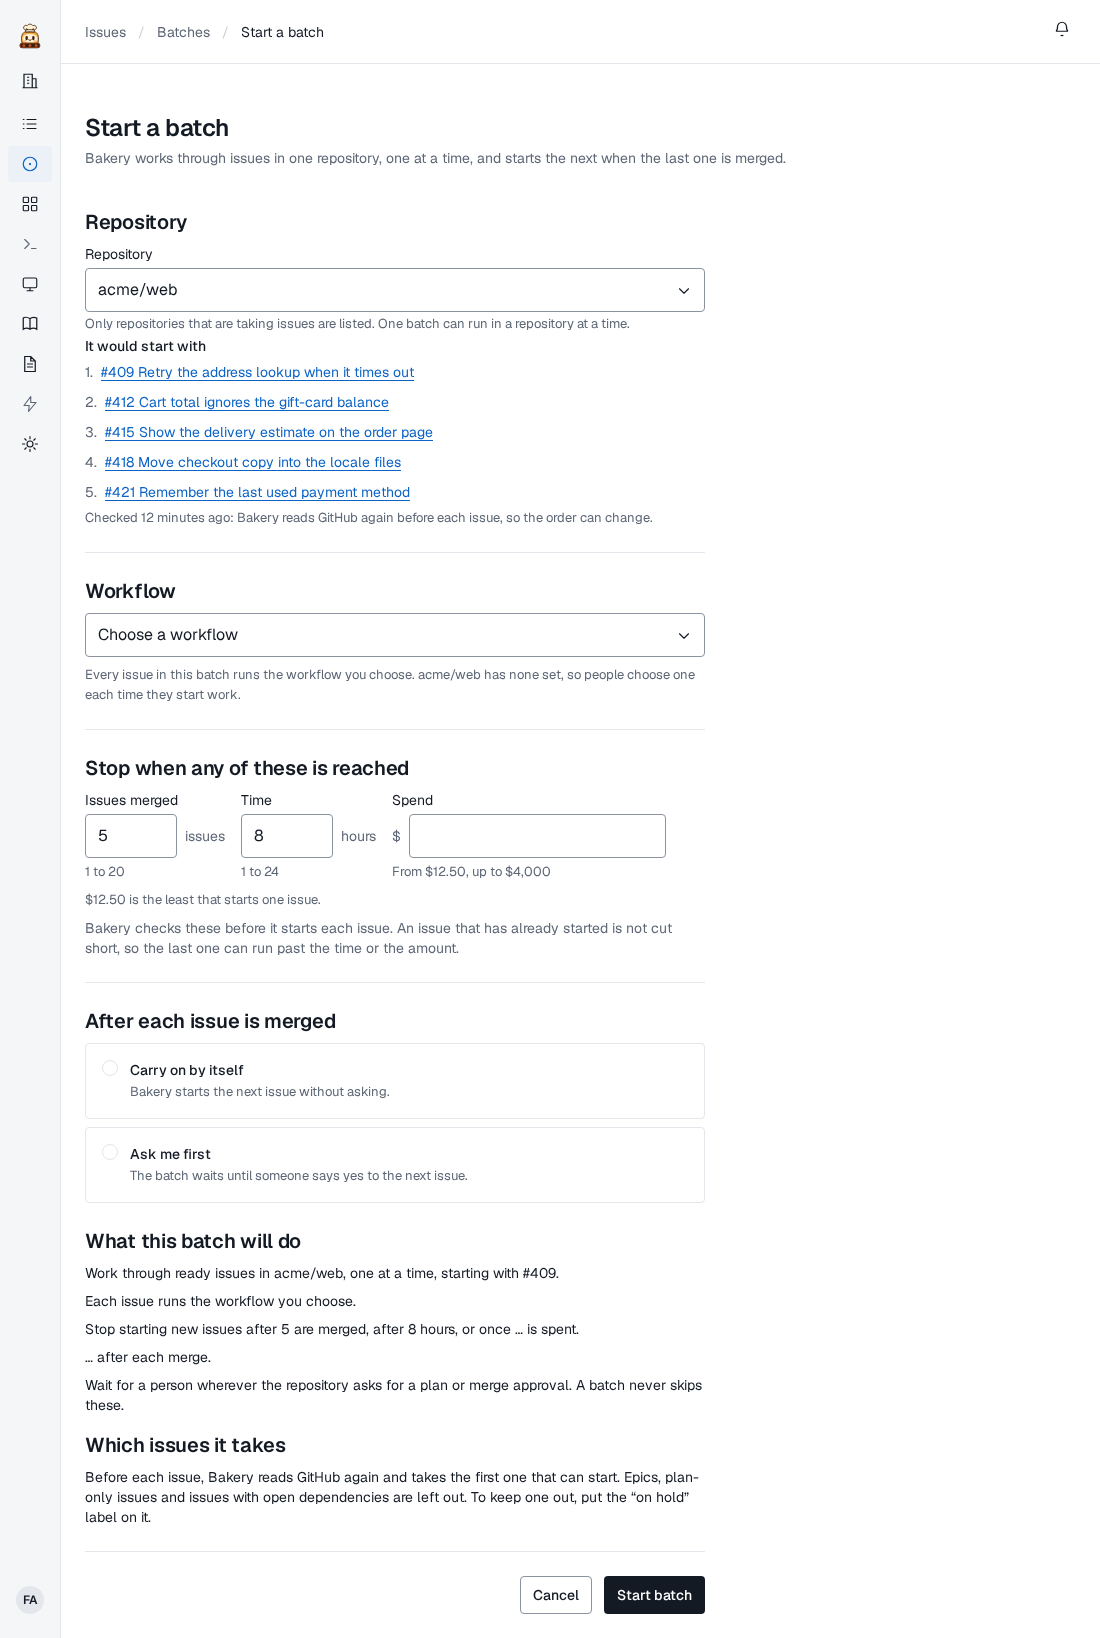 Issues / Batches / Start a batch
Start a batch
Bakery works through issues in one repository, one at a time, and starts the next when the last one is merged.
Repository
Repository
acme/web
Only repositories that are taking issues are listed. One batch can run in a repository at a time.
It would start with
1. #409 Retry the address lookup when it times out
2. #412 Cart total ignores the gift-card balance
3. #415 Show the delivery estimate on the order page
4. #418 Move checkout copy into the locale files
5. #421 Remember the last used payment method
Checked 12 minutes ago: Bakery reads GitHub again before each issue, so the order can change.
Workflow
Choose a workflow
Every issue in this batch runs the workflow you choose. acme/web has none set, so people choose one
each time they start work.
Stop when any of these is reached
Issues merged Time Spend
5 issues 8 hours $
1 to 20 1 to 24 From $12.50, up to $4,000
$12.50 is the least that starts one issue.
Bakery checks these before it starts each issue. An issue that has already started is not cut
short, so the last one can run past the time or the amount.
After each issue is merged
Carry on by itself
Bakery starts the next issue without asking.
Ask me first
The batch waits until someone says yes to the next issue.
What this batch will do
Work through ready issues in acme/web, one at a time, starting with #409.
Each issue runs the workflow you choose.
Stop starting new issues after 5 are merged, after 8 hours, or once … is spent.
… after each merge.
Wait for a person wherever the repository asks for a plan or merge approval. A batch never skips
these.
Which issues it takes
Before each issue, Bakery reads GitHub again and takes the first one that can start. Epics, plan-
only issues and issues with open dependencies are left out. To keep one out, put the “on hold”
label on it.
FA
Cancel Start batch